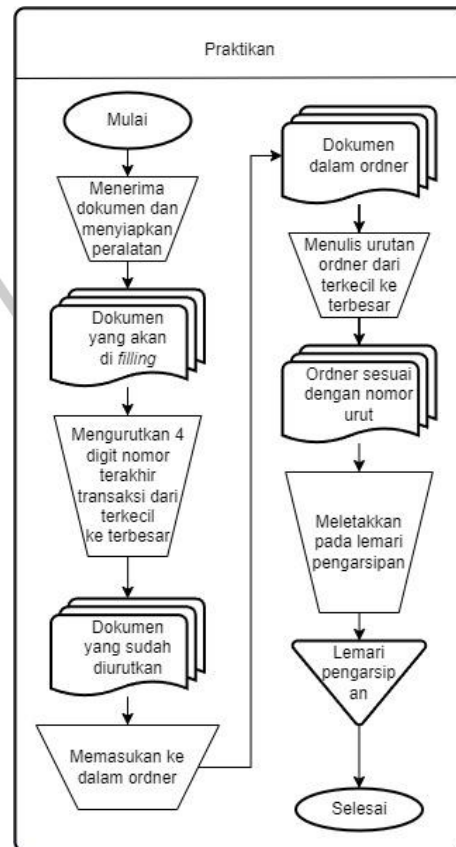 Praktikan
Mulai
Menerima
dokumen dan
menyiapkan
peralatan
Dokumen
yang akan
di filling
Mengurutkan 4
digit nomor
terakhir
transaksi dari
terkecil
ke terbesar
Dokumen
yang sudah
diurutkan
Memasukan ke
dalam ordner
Dokumen
dalam ordner
Menulis urutan
ordner dari
terkecil ke
terbesar
Ordner sesuai
dengan nomor
urut
Meletakkan
pada lemari
pengarsipan
Lemari
pengarsip
an
Selesai